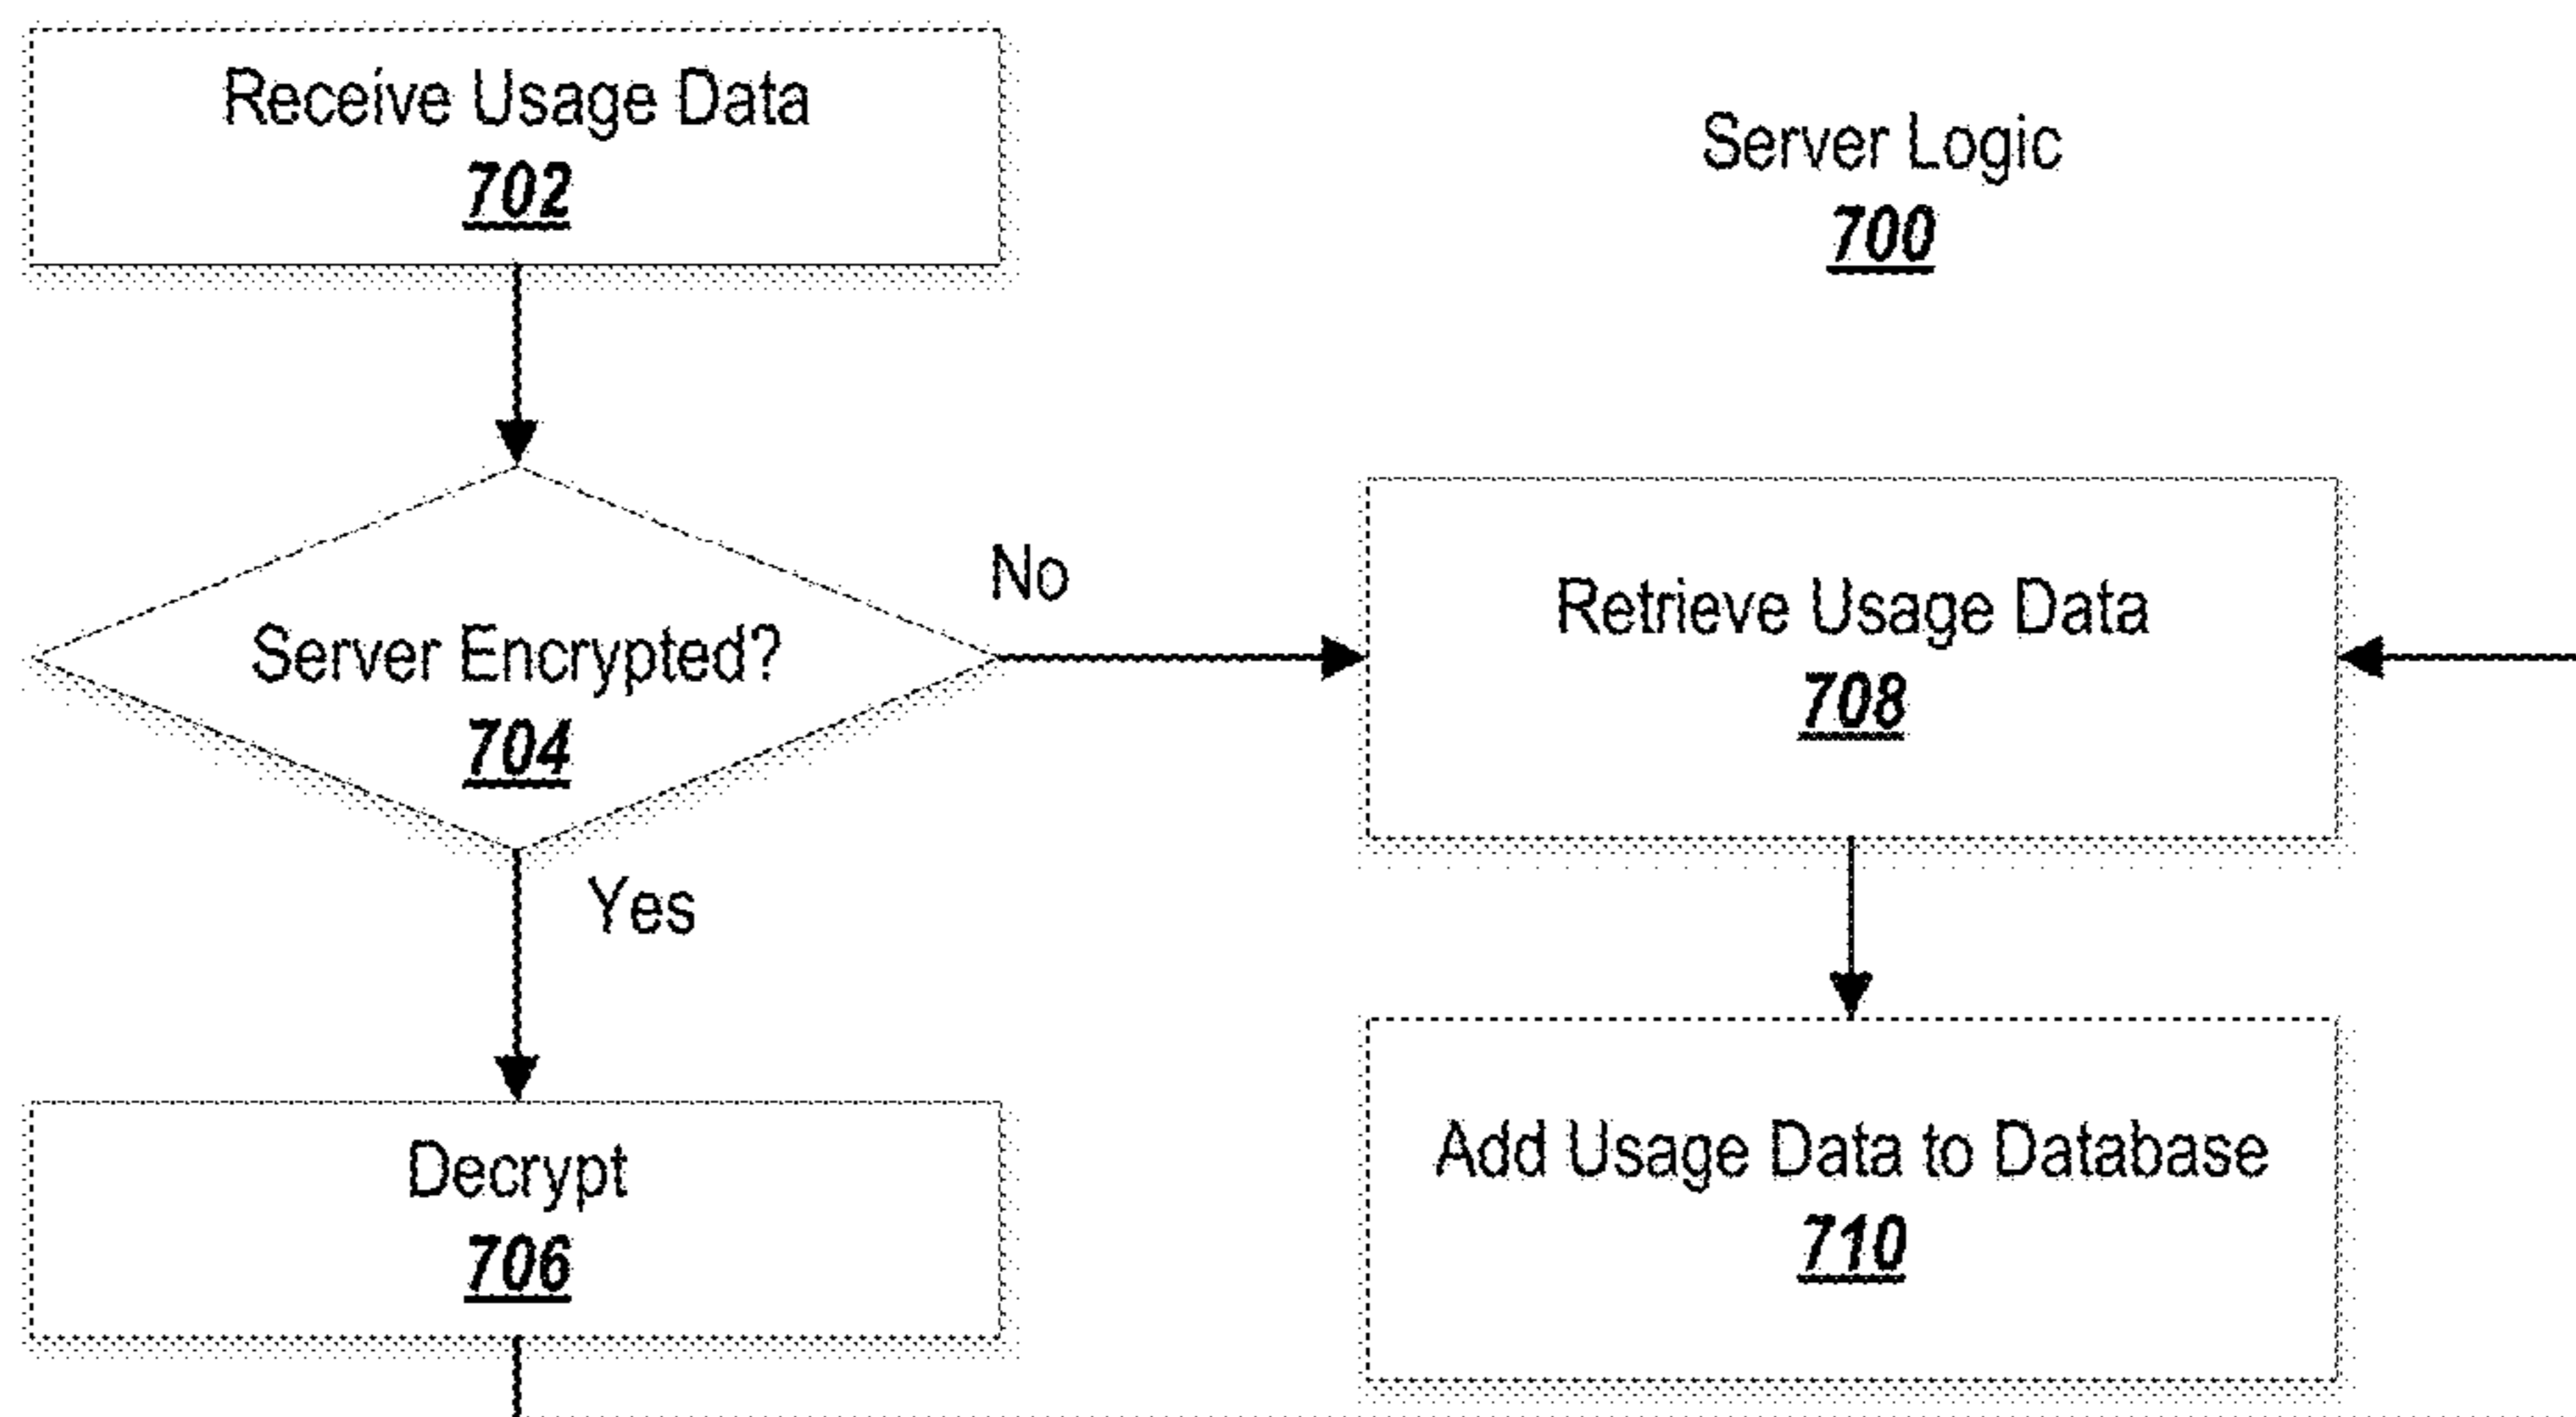 Receive Usage Data
702
Server Logic
700
Server Encrypted?
704
No
Yes
Retrieve Usage Data
708
Decrypt
706
Add Usage Data to Database
710